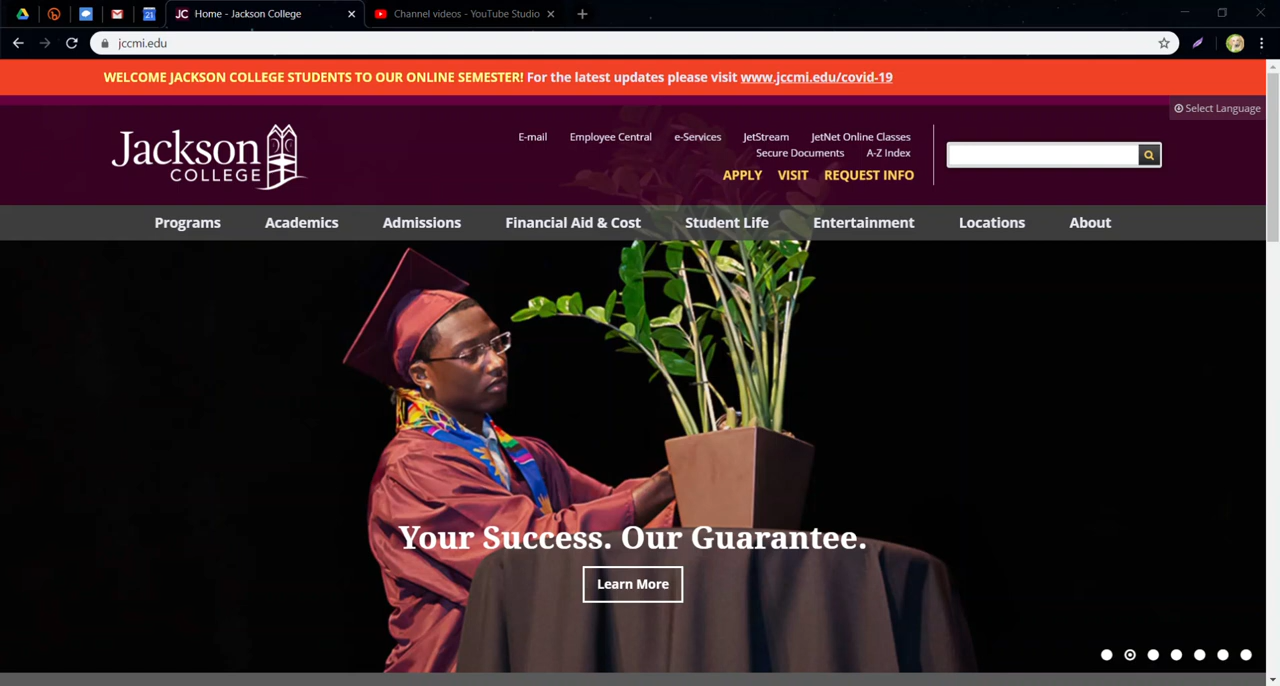 21
JC Home - Jackson College
Channel videos - YouTube Studio
jccmi.edu
WELCOME JACKSON COLLEGE STUDENTS TO OUR ONLINE SEMESTER! For the latest updates please visit www.jccmi.edu/covid-19
Select Language
Jackson
COLLEGE
E-mail Employee Central e-Services JetStream JetNet Online Classes
Secure Documents A-Z Index
APPLY VISIT REQUEST INFO
Programs Academics Admissions Financial Aid & Cost Student Life Entertainment Locations About
Your Success. Our Guarantee.
Learn More